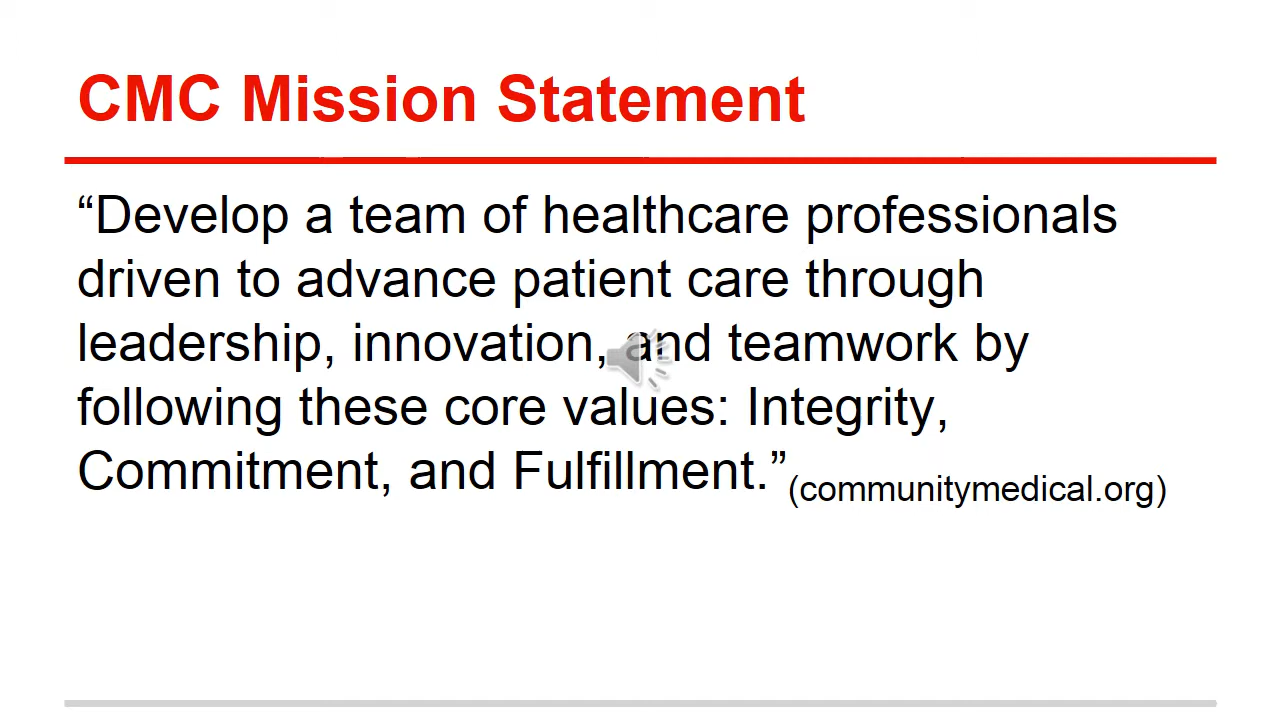 CMC Mission Statement
“Develop a team of healthcare professionals
driven to advance patient care through
leadership, innovation, and teamwork by
following these core values: Integrity,
Commitment, and Fulfillment.” (communitymedical.org)